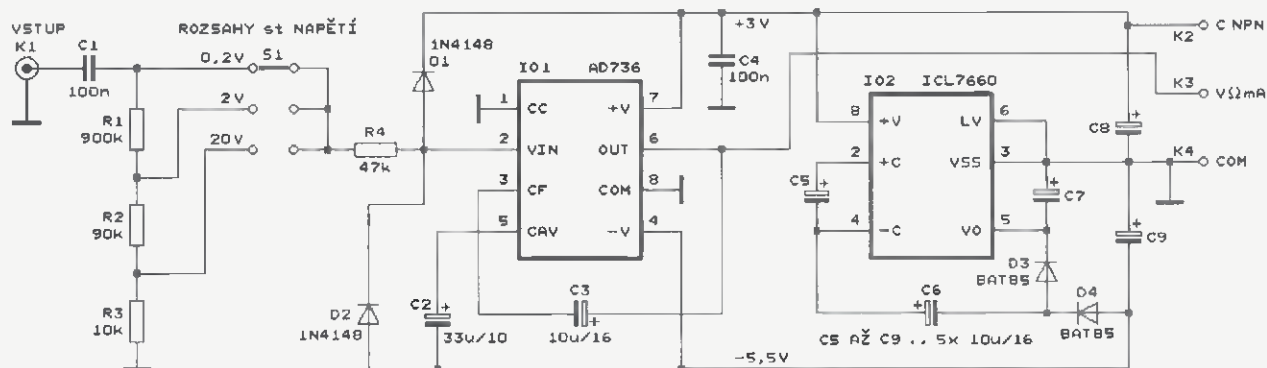 VSTUP
K1
C1
100n
ROZSAHY st NAPĚTÍ
0,2V
S1
2V
20V
R1
900k
R2
90k
R3
10k
R4
47k
1N4148
D1
D2
1N4148
IO1 AD736
1 CC +V 7
2 VIN OUT 6
3 CF COM 8
5 CAV -V 4
C2
33u/10
C3
10u/16
+3V
C4
100n
-5,5V
IO2 ICL7660
8 +V LV 6
2 +C VSS 3
4 -C VO 5
C5
C6
C7
C8
C9
D3
BAT85
D4
BAT85
C5 AŽ C9 .. 5x 10u/16
K2 C NPN
K3 VΩmA
K4 COM